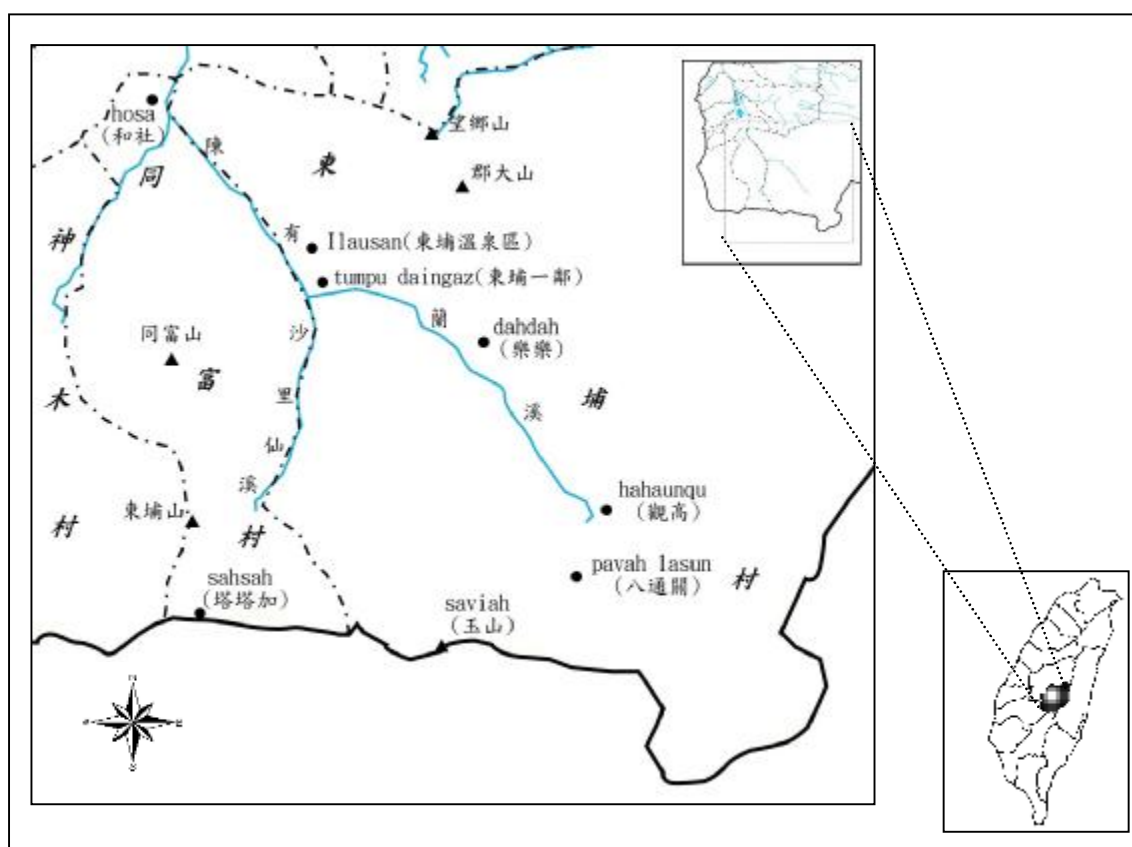 hosa
(和社)
望鄉山
郡大山
東埔村
神木村
同富村
陳有蘭溪
沙里仙溪
Ilausan(東埔溫泉區)
tumpu daingaz(東埔一鄰)
同富山
dahdah
(樂樂)
東埔山
hahaunqu
(觀高)
pavah lasun
(八通關)
sahsah
(塔塔加)
saviah
(玉山)